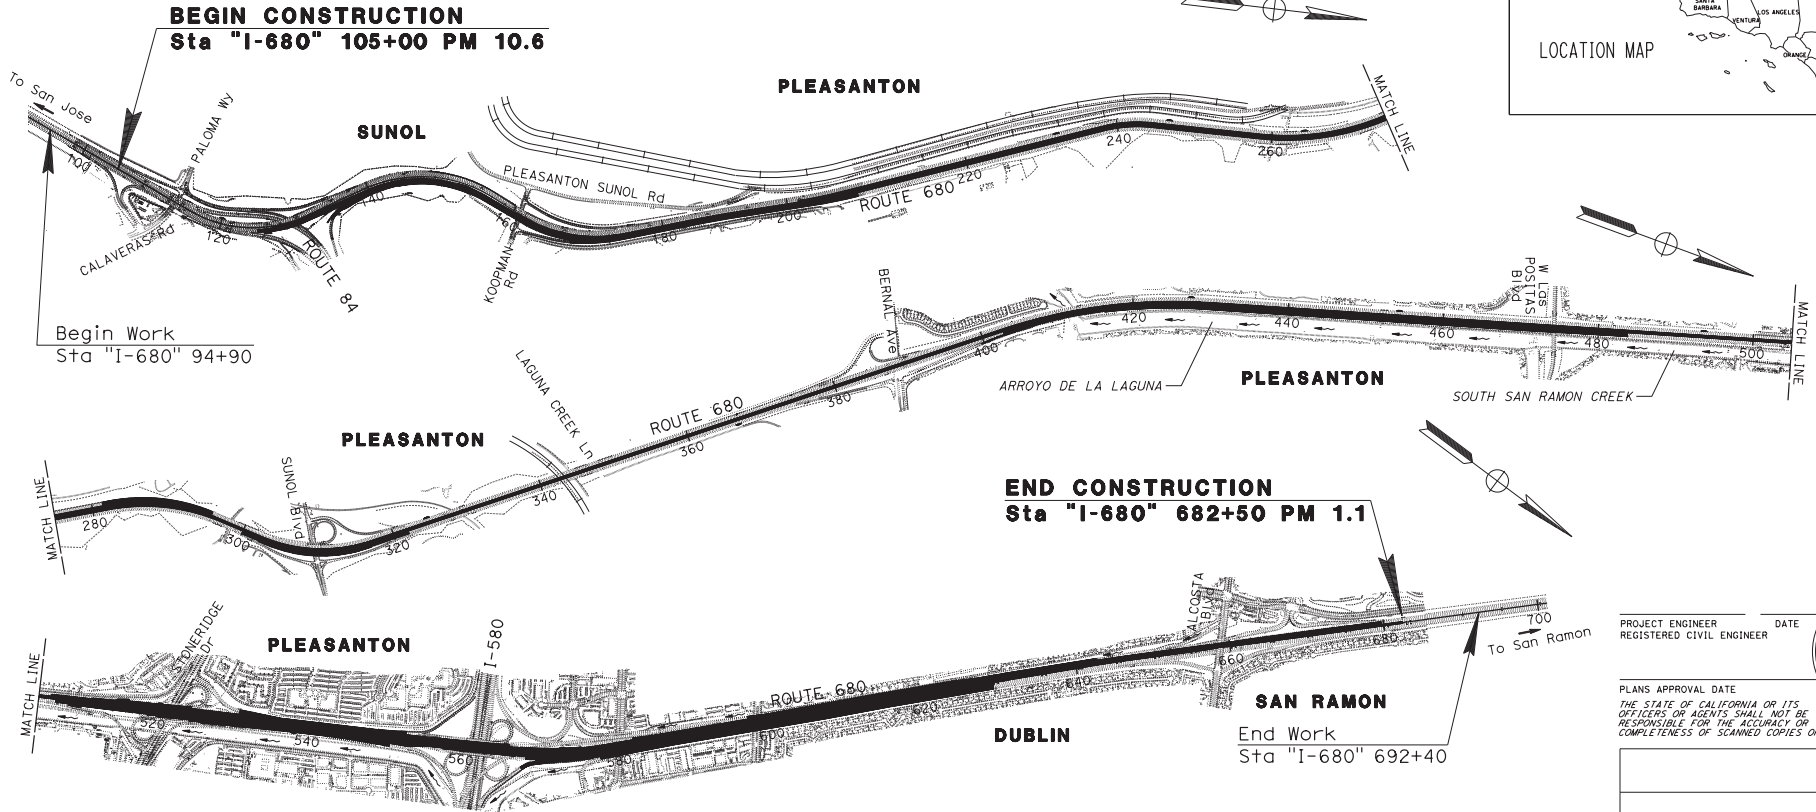 BEGIN CONSTRUCTION
Sta "I-680" 105+00 PM 10.6
SANTA
BARBARA
VENTURA
LOS ANGELES
ORANGE
LOCATION MAP
To San Jose
PALOMA Wy
SUNOL
PLEASANTON
MATCH LINE
100
120
140
160
180
200
220
240
260
PLEASANTON SUNOL Rd
ROUTE 680
CALAVERAS Rd
ROUTE 84
KOOPMAN
Rd
Begin Work
Sta "I-680" 94+90
BERNAL Ave
W Las
POSITAS
Blvd
MATCH LINE
LAGUNA CREEK Ln
ROUTE 680
420
440
460
480
500
400
380
360
340
320
300
280
ARROYO DE LA LAGUNA
PLEASANTON
SOUTH SAN RAMON CREEK
PLEASANTON
SUNOL Blvd
MATCH LINE
END CONSTRUCTION
Sta "I-680" 682+50 PM 1.1
STONERIDGE
Dr
PLEASANTON
I-580
MATCH LINE
ROUTE 680
ALCOSTA
Blvd
520
540
560
580
600
620
640
660
680
700
To San Ramon
SAN RAMON
DUBLIN
End Work
Sta "I-680" 692+40
PROJECT ENGINEER DATE
REGISTERED CIVIL ENGINEER
PLANS APPROVAL DATE
THE STATE OF CALIFORNIA OR ITS
OFFICERS OR AGENTS SHALL NOT BE
RESPONSIBLE FOR THE ACCURACY OR
COMPLETENESS OF SCANNED COPIES